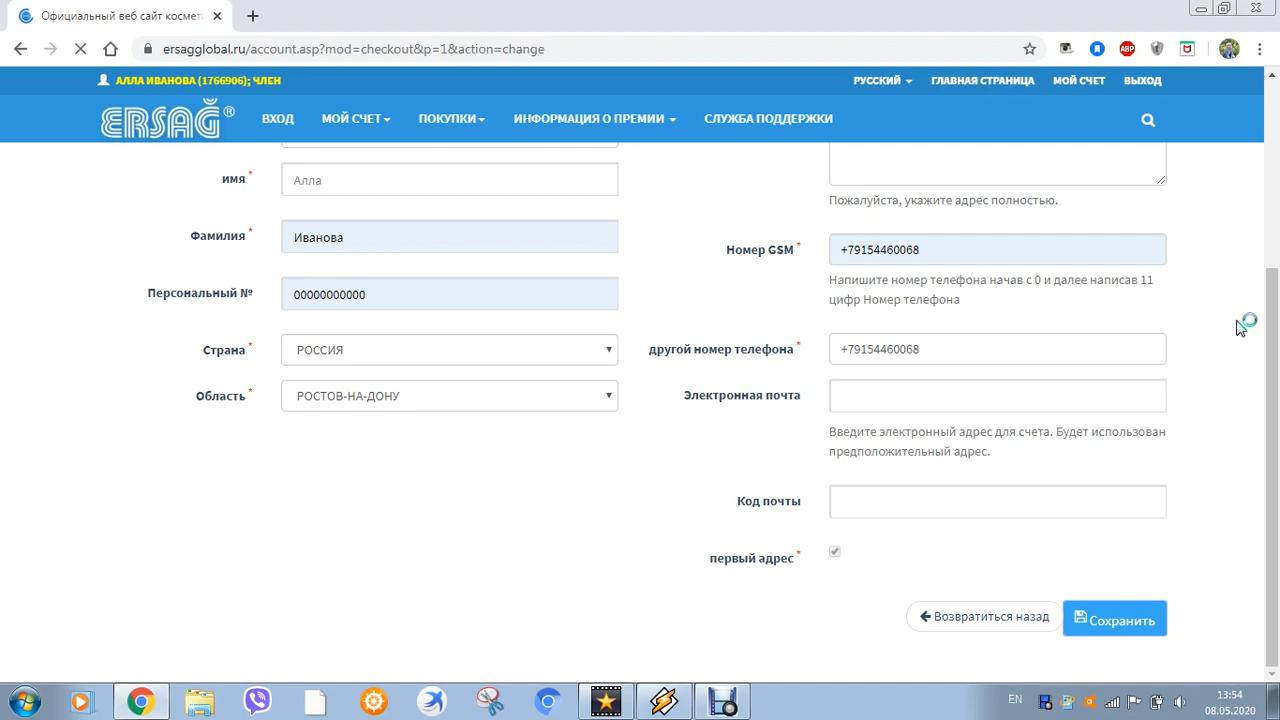 Официальный веб сайт космети
ersagglobal.ru/account.asp?mod=checkout&p=1&action=change
ABP
АЛЛА ИВАНОВА (1766906); ЧЛЕН
РУССКИЙ
ГЛАВНАЯ СТРАНИЦА
МОЙ СЧЕТ
ВЫХОД
ERSAĞ®
ВХОД
МОЙ СЧЕТ
ПОКУПКИ
ИНФОРМАЦИЯ О ПРЕМИИ
СЛУЖБА ПОДДЕРЖКИ
имя *
Алла
Фамилия *
Иванова
Персональный №
00000000000
Страна *
РОССИЯ
Область *
РОСТОВ-НА-ДОНУ
Пожалуйста, укажите адрес полностью.
Номер GSM *
+79154460068
Напишите номер телефона начав с 0 и далее написав 11
цифр Номер телефона
другой номер телефона *
+79154460068
Электронная почта
Введите электронный адрес для счета. Будет использован
предположительный адрес.
Код почты
первый адрес *
Возвратиться назад
Сохранить
EN
13:54
08.05.2020